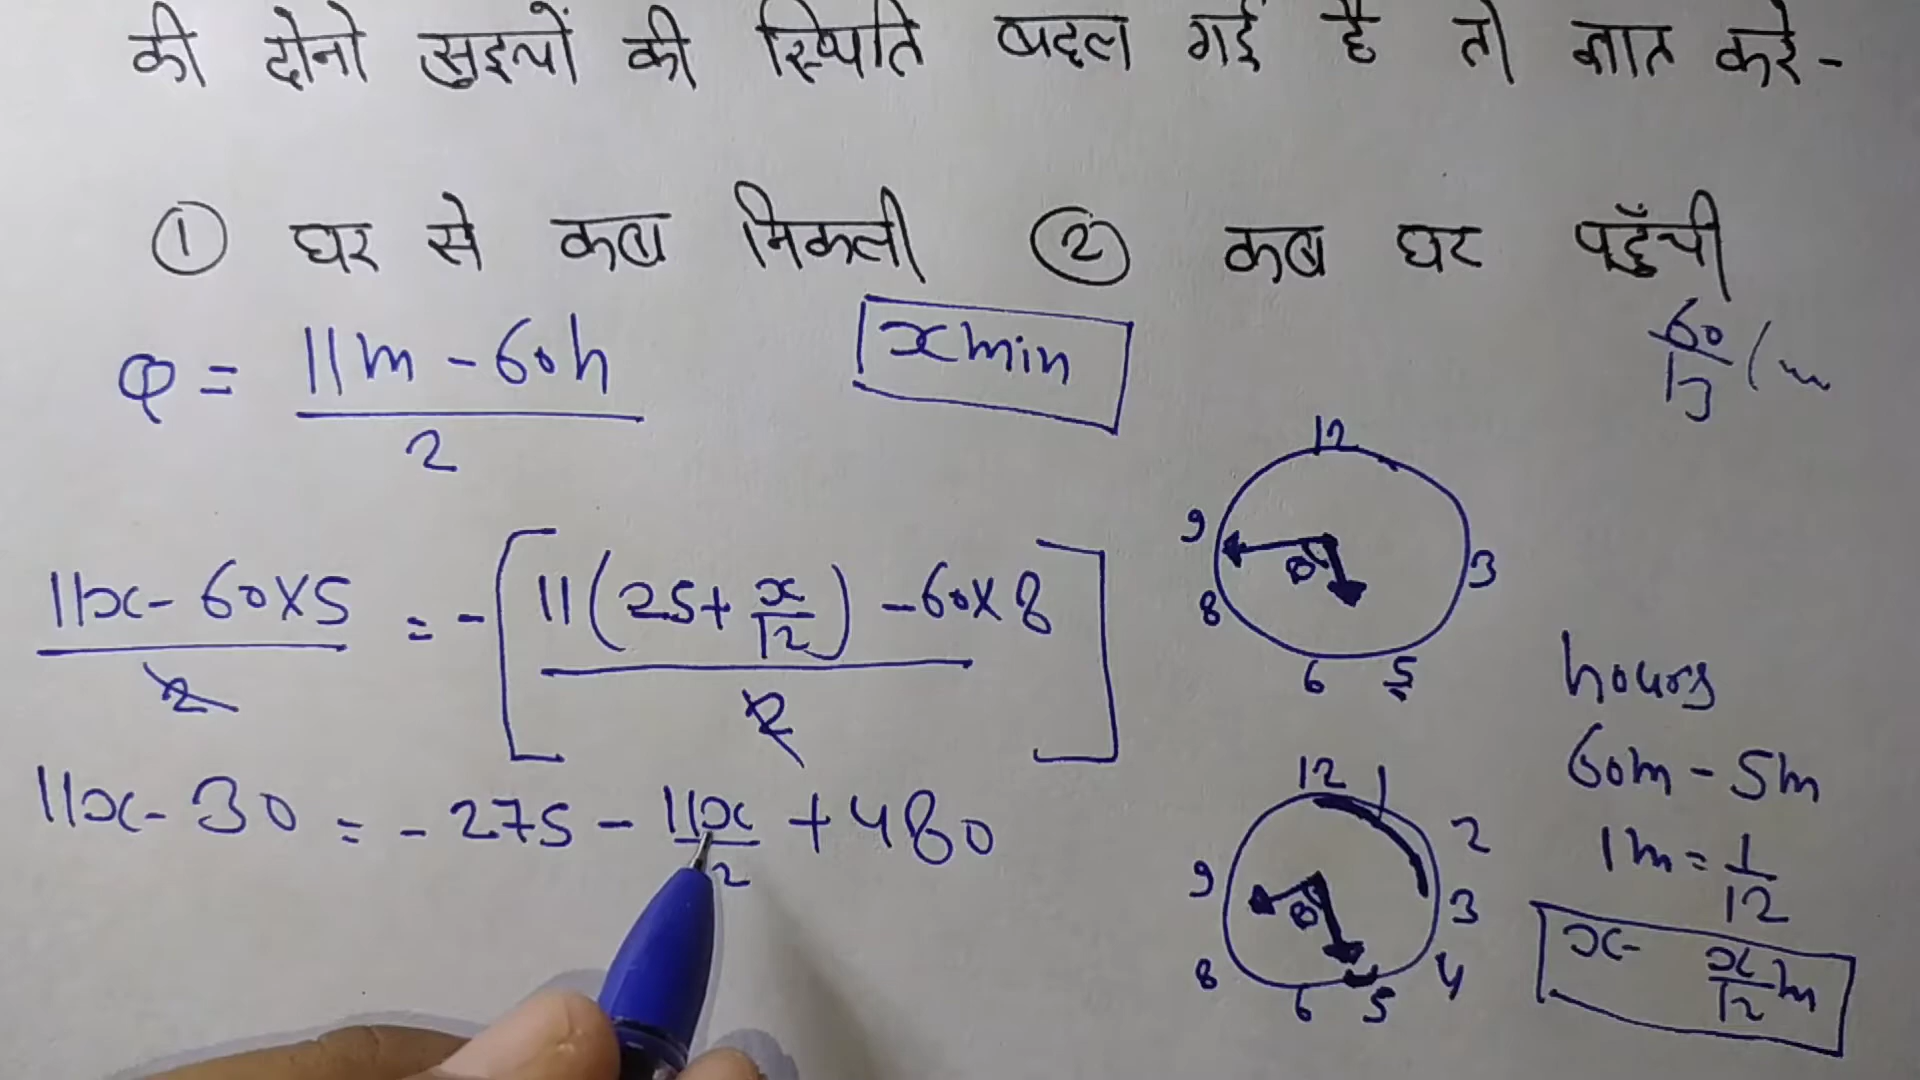 की दोनो सुइयों की स्थिति बदल गई है तो ज्ञात करे -
① घर से कब निकली ② कब घर पहुँची
60/13 (
φ = (11m - 60h)/2
x min
(11x - 60×5)/2 = -[(11(25 + x/12) - 60×8)/2]
11x - 30 = - 275 - 11x/2 + 480
12
9 θ 3
8
6 5
12 1
2
9 θ 3
8 4
6 5
hours
60m - 5m
1m = 1/12
x - x/12 m